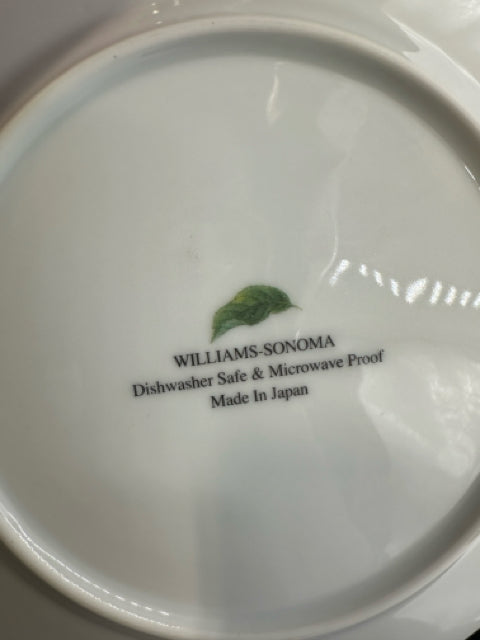 WILLIAMS-SONOMA
Dishwasher Safe & Microwave Proof
Made In Japan